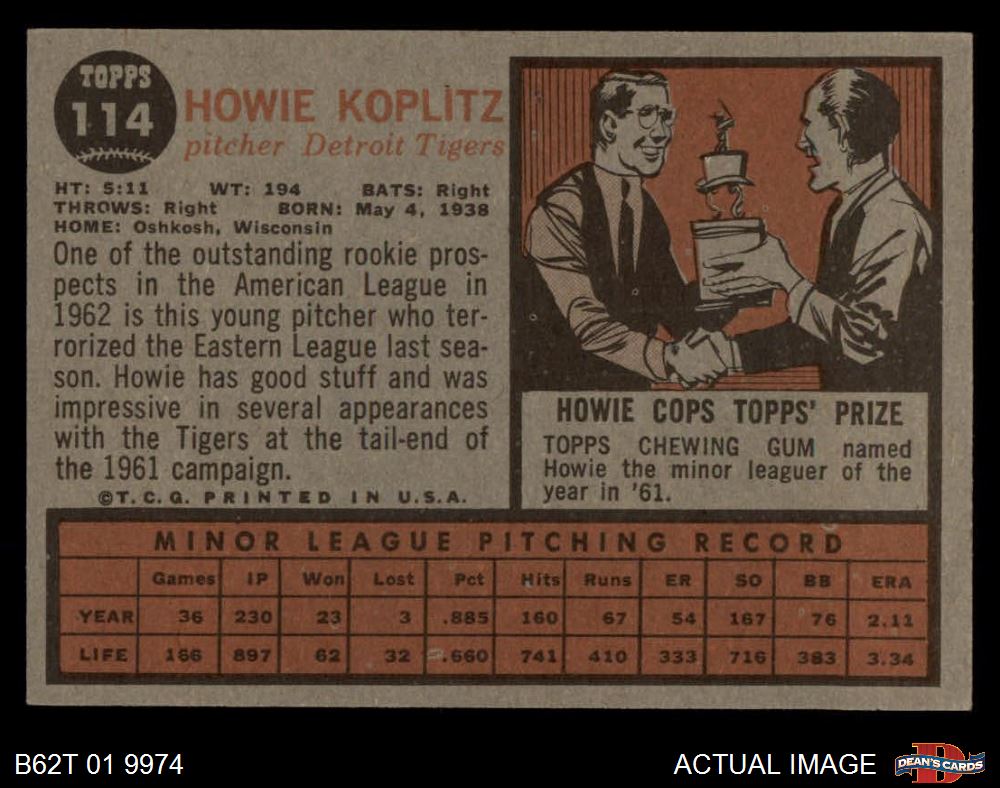 TOPPS
114
HOWIE KOPLITZ
pitcher Detroit Tigers
HT: 5:11 WT: 194 BATS: Right
THROWS: Right BORN: May 4, 1938
HOME: Oshkosh, Wisconsin
One of the outstanding rookie pros-
pects in the American League in
1962 is this young pitcher who ter-
rorized the Eastern League last sea-
son. Howie has good stuff and was
impressive in several appearances
with the Tigers at the tail-end of
the 1961 campaign.
©T.C.G. PRINTED IN U.S.A.
HOWIE COPS TOPPS' PRIZE
TOPPS CHEWING GUM named
Howie the minor leaguer of the
year in '61.
MINOR LEAGUE PITCHING RECORD
Games IP Won Lost Pct Hits Runs ER SO BB ERA
YEAR 36 230 23 3 .885 160 67 54 167 76 2.11
LIFE 166 897 62 32 .660 741 410 333 716 383 3.34
B62T 01 9974
ACTUAL IMAGE
D
DEAN'S CARDS